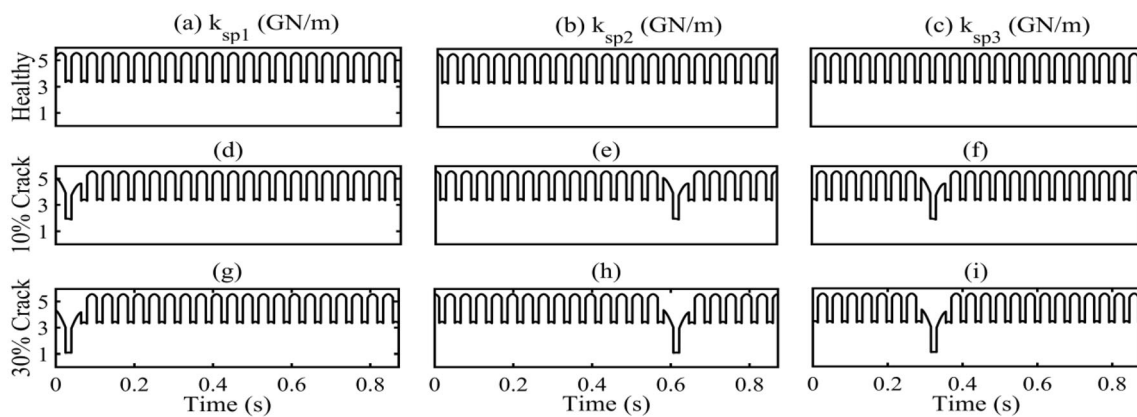 (a) k_sp1 (GN/m) (b) k_sp2 (GN/m) (c) k_sp3 (GN/m)
Healthy
5
3
1
(d) (e) (f)
10% Crack
5
3
1
(g) (h) (i)
30% Crack
5
3
1
0 0.2 0.4 0.6 0.8 0 0.2 0.4 0.6 0.8 0 0.2 0.4 0.6 0.8
Time (s) Time (s) Time (s)